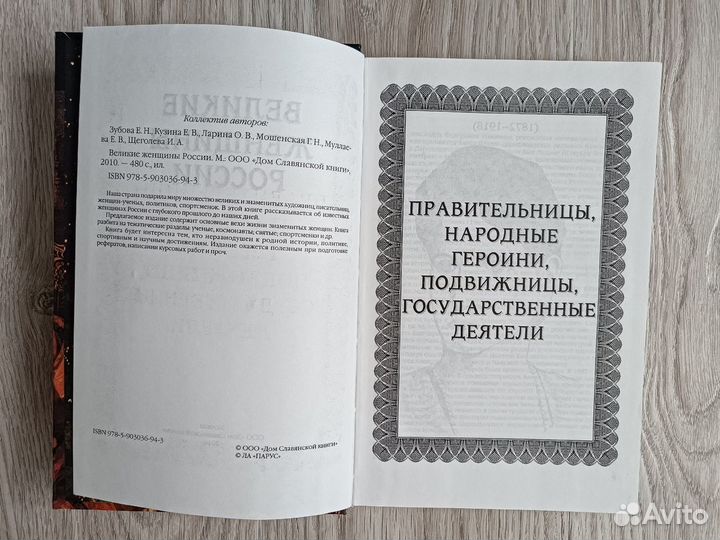 Коллектив авторов:
Зубова Е. Н., Кузина Е. В., Ларина О. В., Мошенская Г. Н., Муллае-
ва Е. В., Щеголева И. А.
Великие женщины России. М.: ООО «Дом Славянской книги»,
2010. — 480 с., ил.
ISBN 978-5-903036-94-3
Наша страна подарила миру множество великих и знаменитых художниц, писательниц,
женщин-ученых, политиков, спортсменок. В этой книге рассказывается об известных
женщинах России с глубокого прошлого до наших дней.
Предлагаемое издание содержит основные вехи жизни знаменитых женщин. Книга
разбита на тематические разделы: ученые, космонавты, святые, спортсменки и др.
Книга будет интересна тем, кто неравнодушен к родной истории, политике,
спортивным и научным достижениям. Издание окажется полезным при подготовке
рефератов, написании курсовых работ и проч.
ISBN 978-5-903036-94-3
© ООО «Дом Славянской книги»
© ЛА «ПАРУС»
ПРАВИТЕЛЬНИЦЫ,
НАРОДНЫЕ
ГЕРОИНИ,
ПОДВИЖНИЦЫ,
ГОСУДАРСТВЕННЫЕ
ДЕЯТЕЛИ
Avito